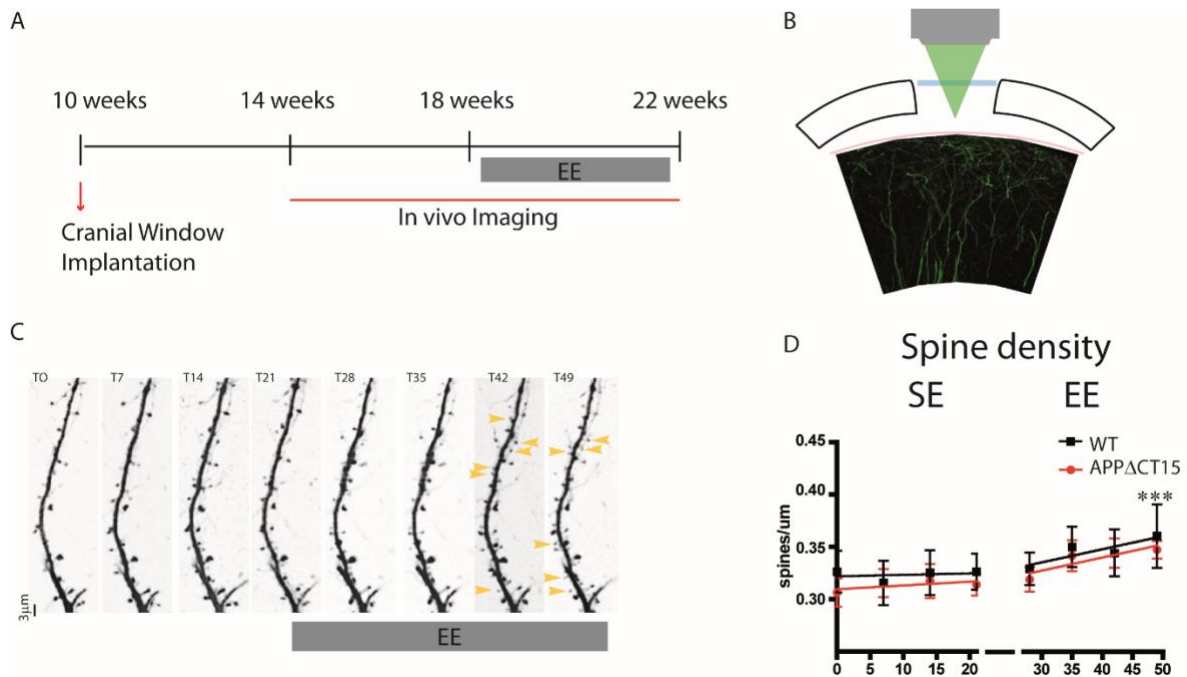 A
10 weeks 14 weeks 18 weeks 22 weeks
EE
In vivo Imaging
Cranial Window
Implantation
B
C
T0 T7 T14 T21 T28 T35 T42 T49
3μm
EE
D
Spine density
SE EE
WT
APPΔCT15
***
spines/um
0.45
0.40
0.35
0.30
0 5 10 15 20 30 35 40 45 50